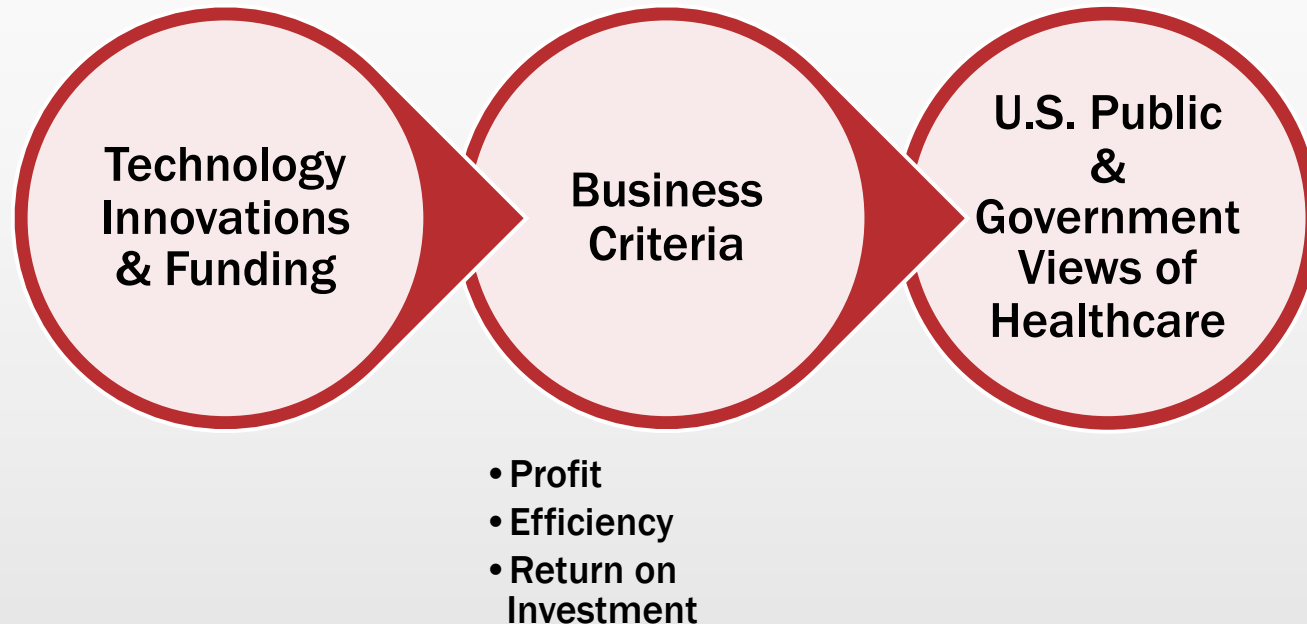 Technology
Innovations
& Funding
Business
Criteria
• Profit
• Efficiency
• Return on
Investment
U.S. Public
&
Government
Views of
Healthcare